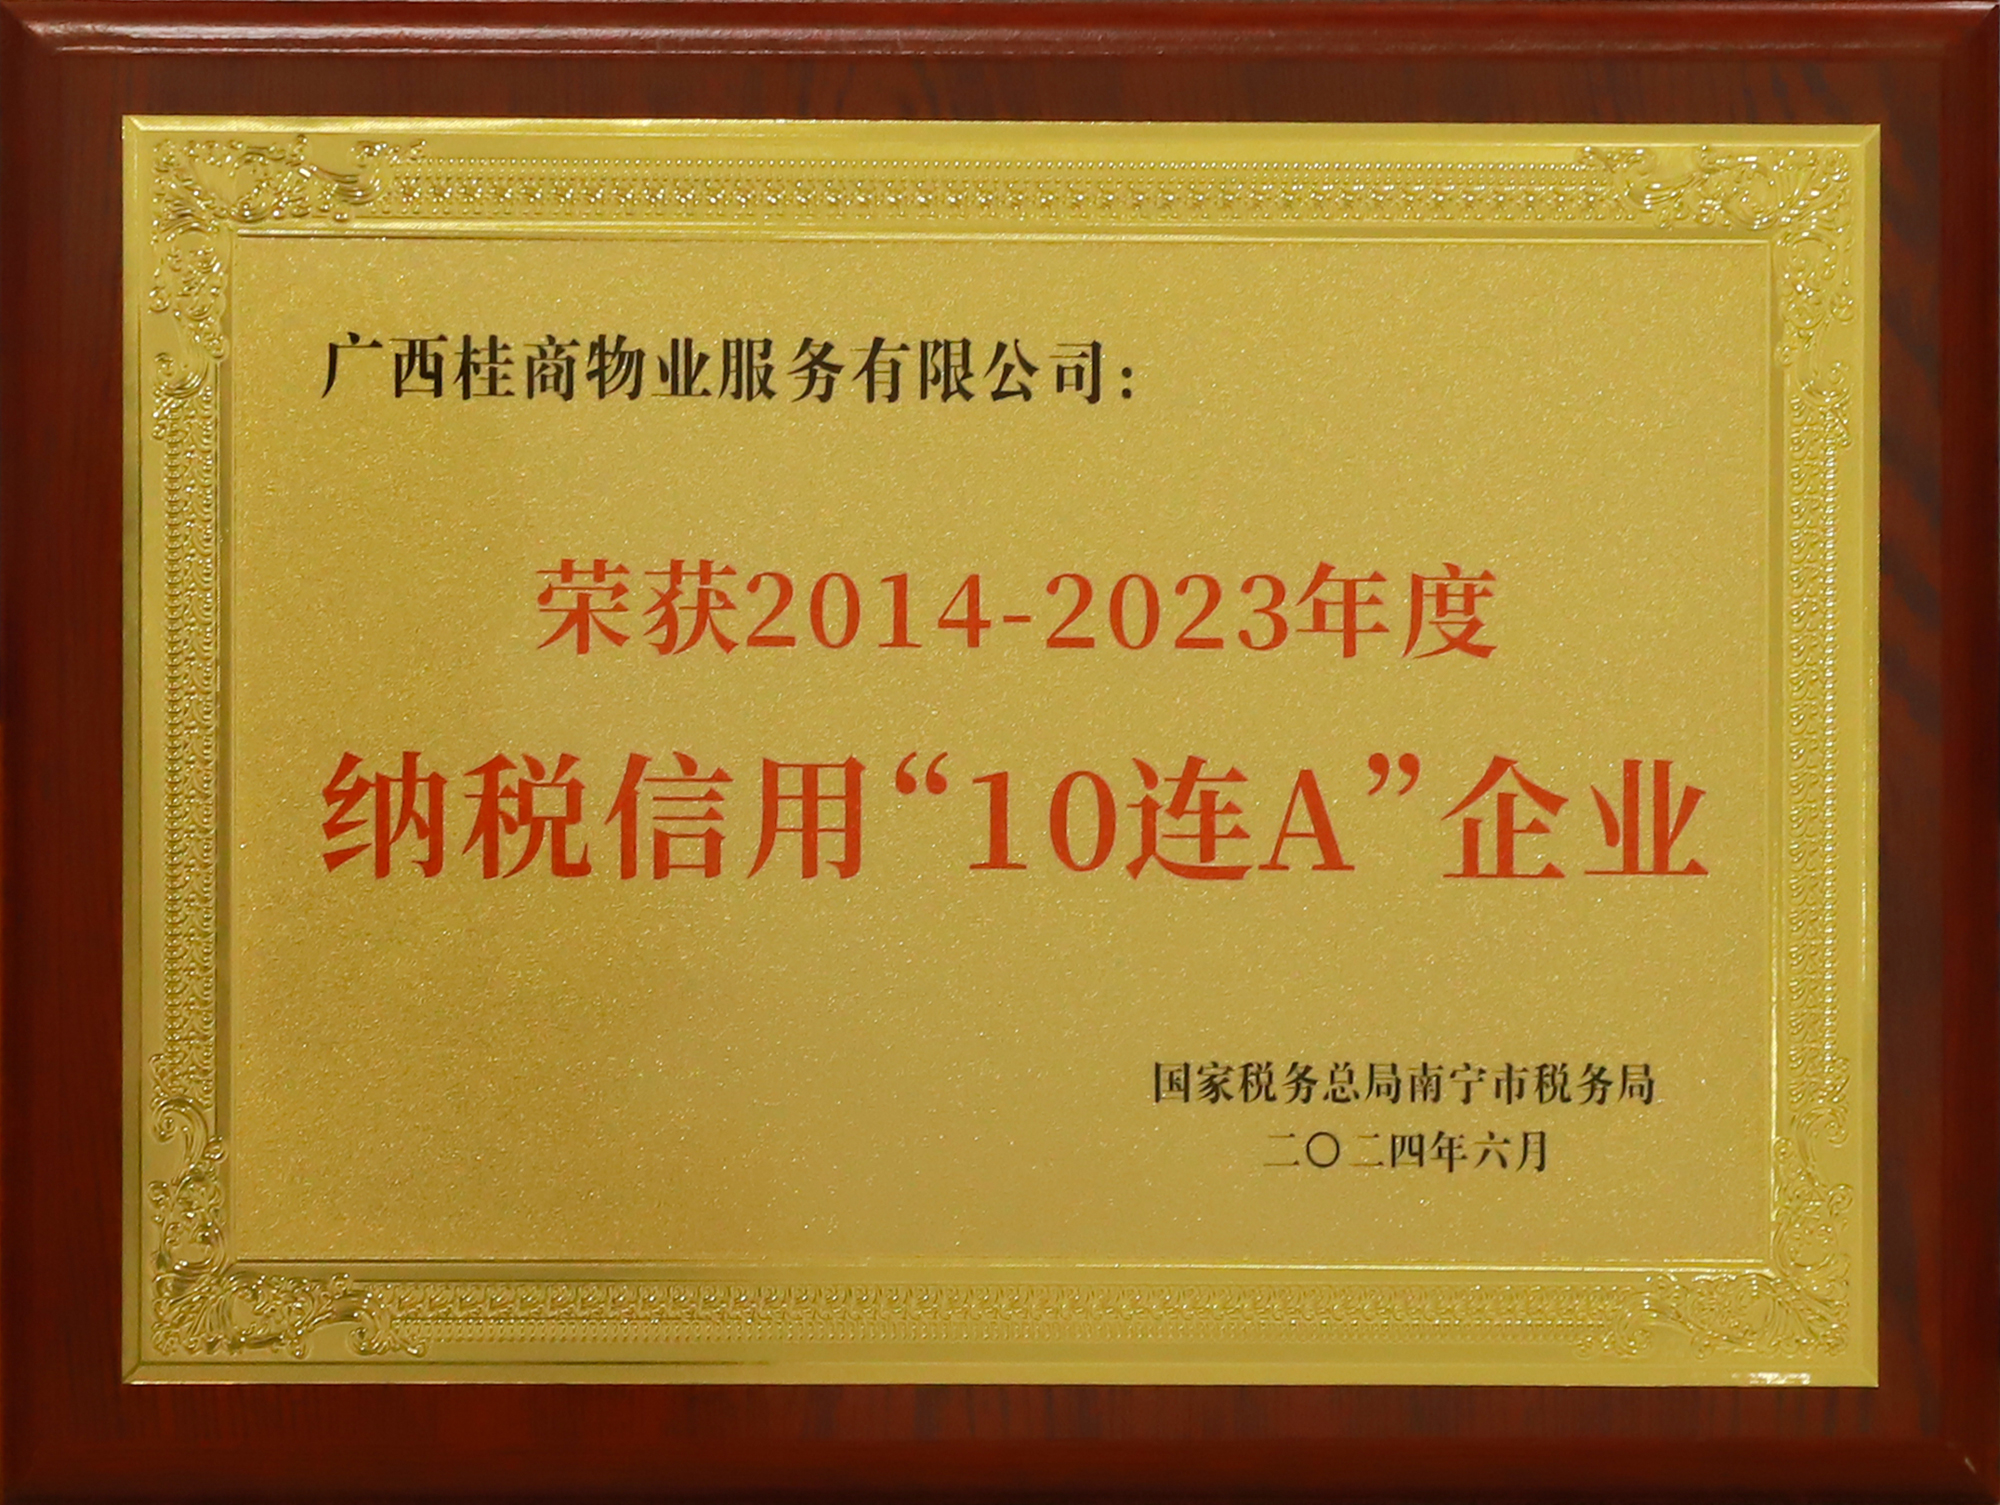 广西桂商物业服务有限公司：
荣获2014-2023年度
纳税信用“10连A”企业
国家税务总局南宁市税务局
二〇二四年六月